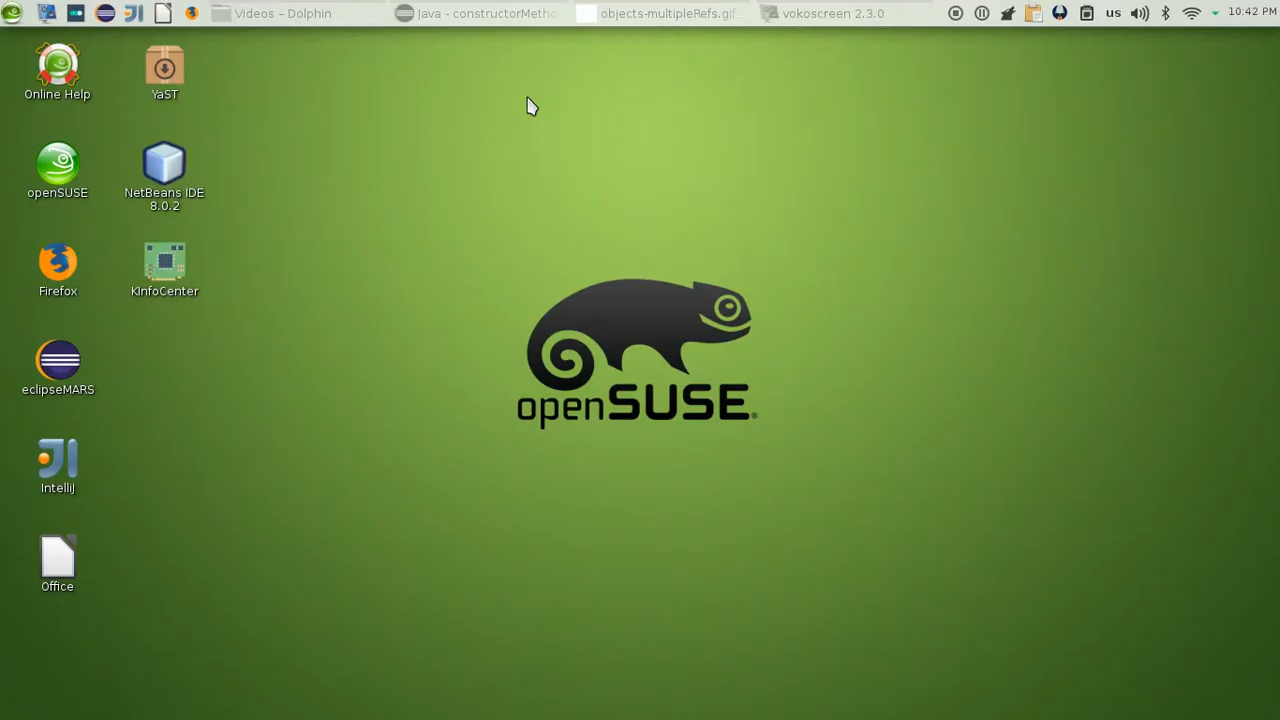 Videos – Dolphin
Java - constructorMetho
objects-multipleRefs.gif
vokoscreen 2.3.0
us
10:42 PM
Online Help
YaST
openSUSE
NetBeans IDE
8.0.2
Firefox
KInfoCenter
eclipseMARS
IntelliJ
Office
openSUSE